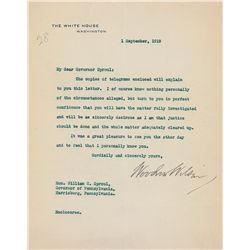 THE WHITE HOUSE
WASHINGTON
1 September, 1919
My dear Governor Sproul:
The copies of telegrams enclosed will explain
to you this letter. I of course know nothing personally
of the circumstances alleged, but turn to you in perfect
confidence that you will have the matter fully investigated
and will be as sincerely desirous as I am that justice
should be done and the whole matter adequately cleared up.
It was a great pleasure to see you the other day
and to feel that I know you personally.
Cordially and sincerely yours,
Woodrow Wilson
Hon. William C. Sproul,
Governor of Pennsylvania,
Harrisburg, Pennsylvania.
Enclosures.